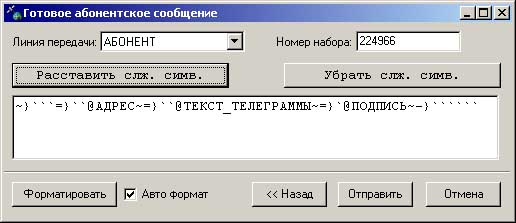 Готовое абонентское сообщение
Линия передачи: АБОНЕНТ Номер набора: 224966
Расставить слж. симв. Убрать слж. симв.
~}```=}``@АДРЕС~=}``@ТЕКСТ_ТЕЛЕГРАММЫ~=}`@ПОДПИСЬ~-}``````
Форматировать Авто формат << Назад Отправить Отмена